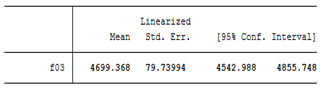 Linearized
Mean Std. Err. [95% Conf. Interval]
f03 4699.368 79.73994 4542.988 4855.748